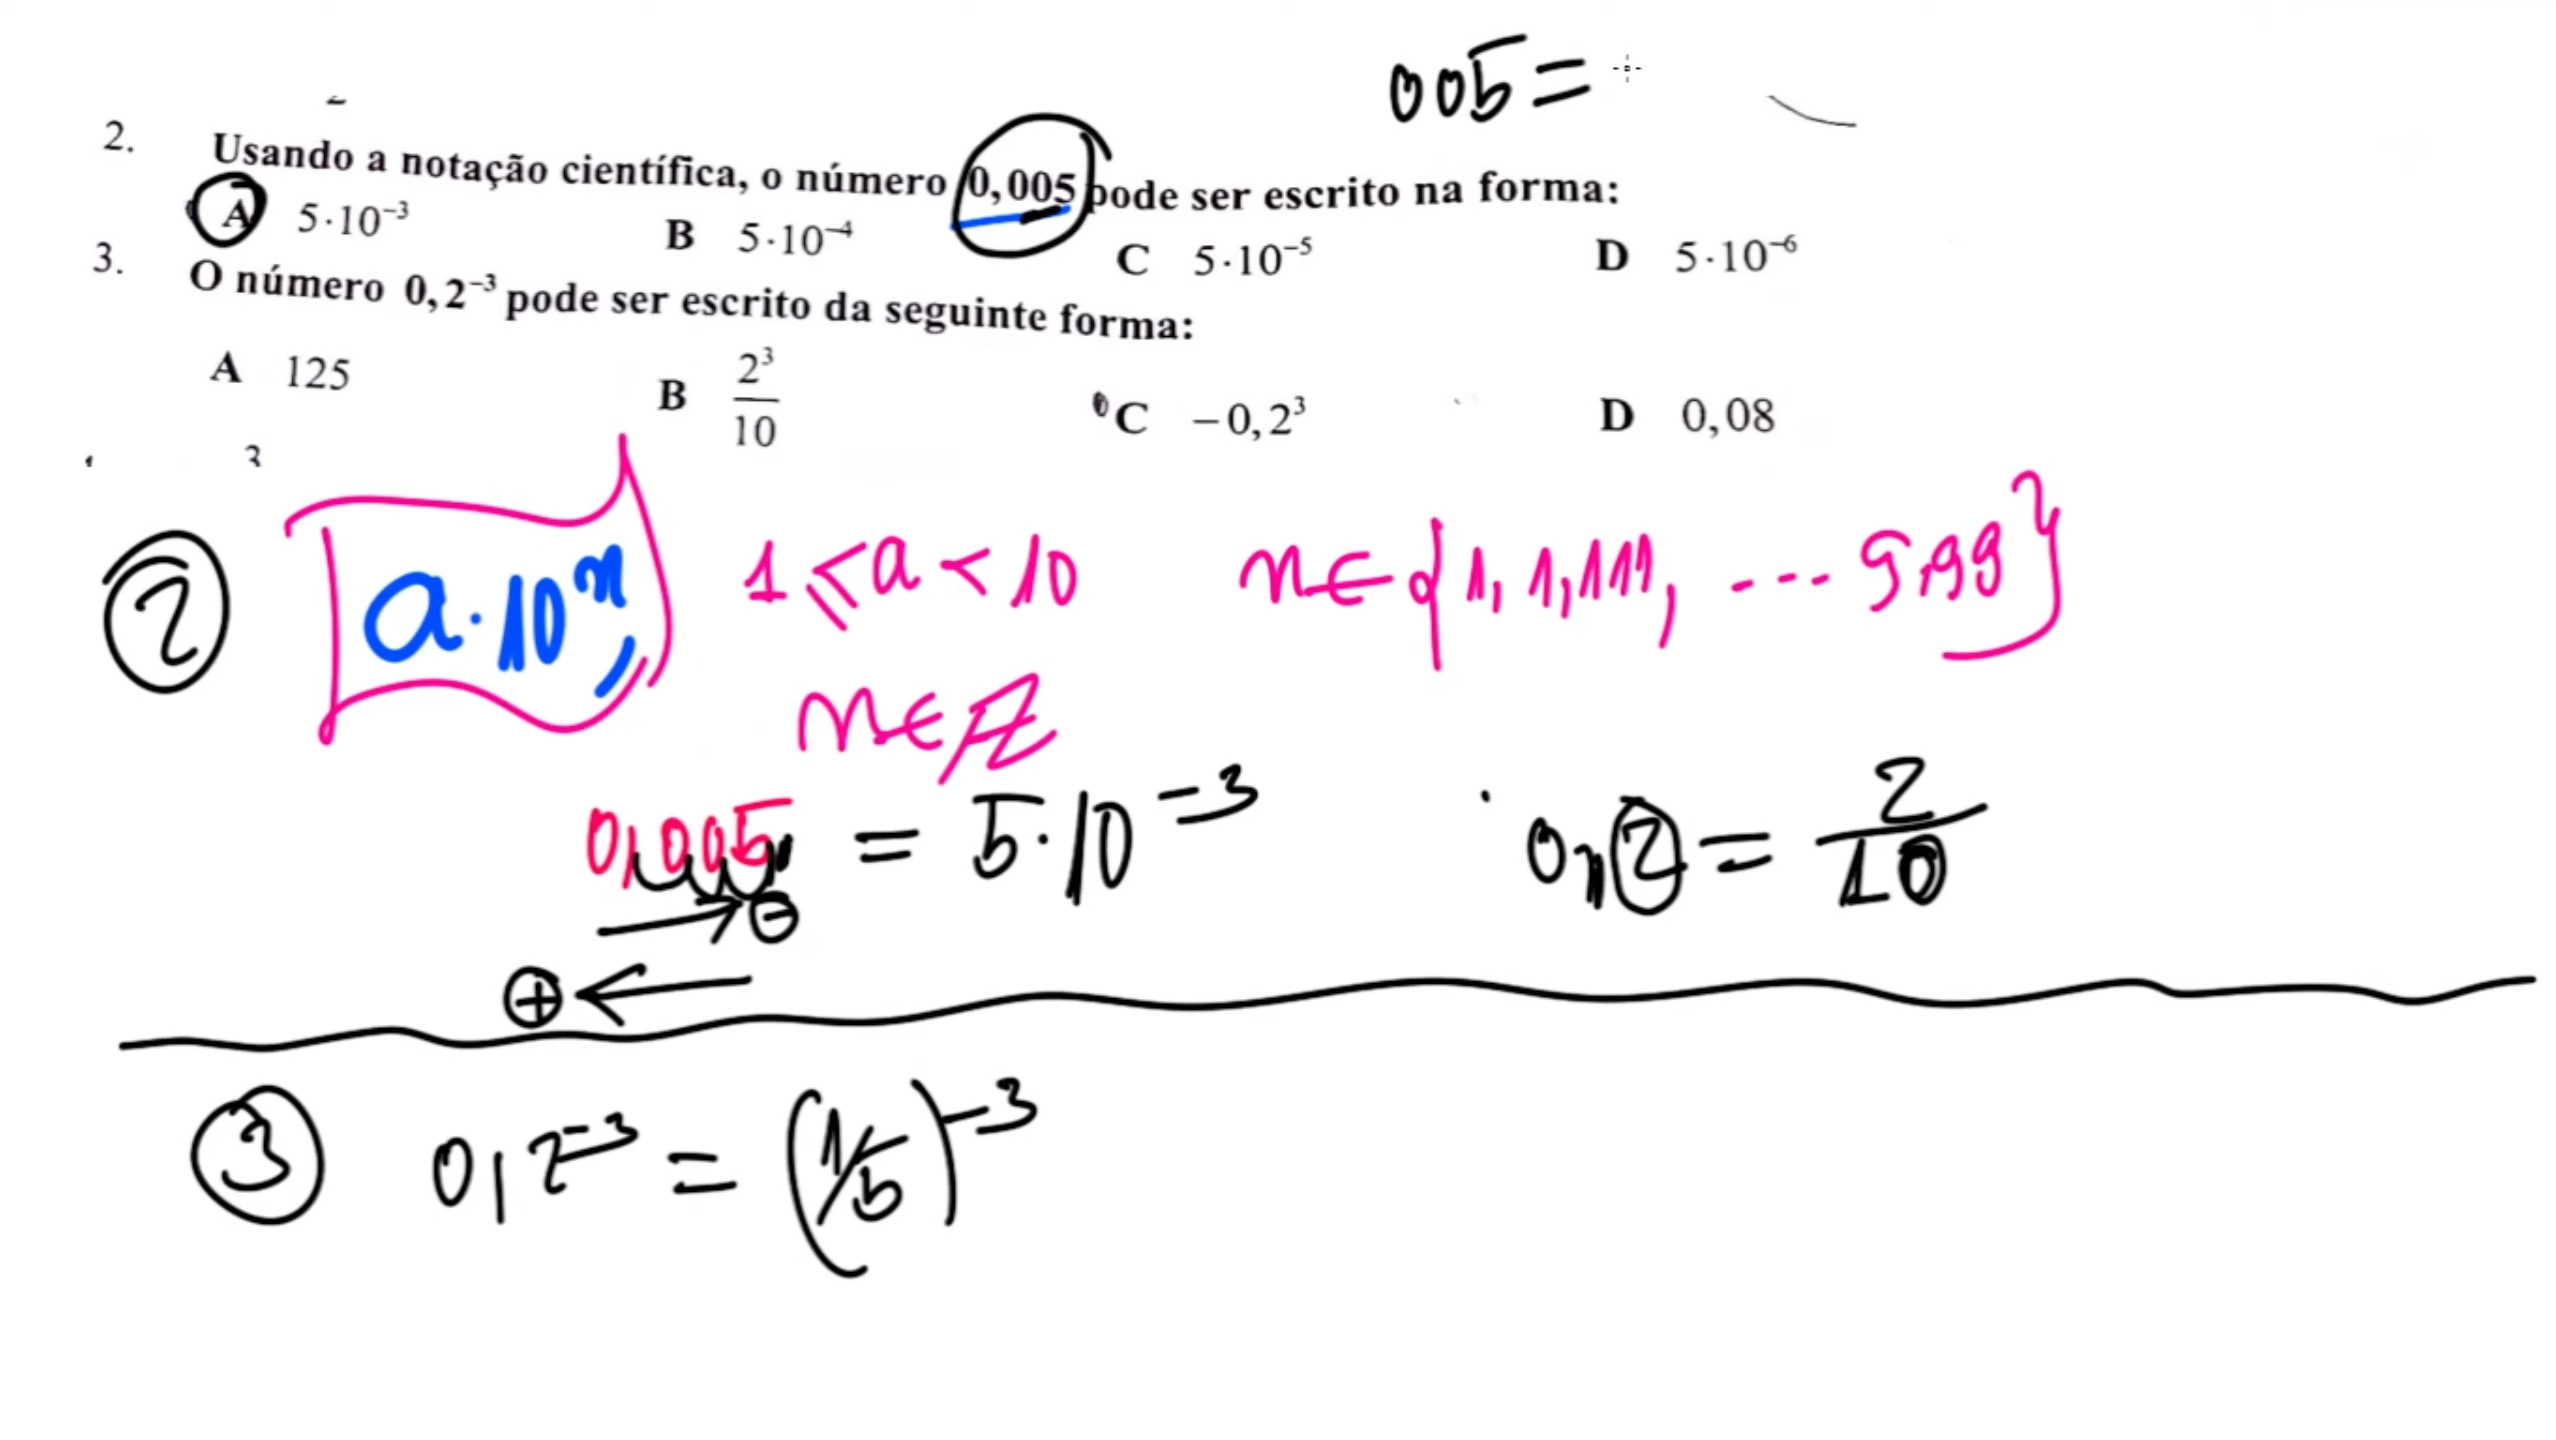 005=
2. Usando a notação científica, o número 0,005 pode ser escrito na forma:
A 5·10⁻³ B 5·10⁻⁴ C 5·10⁻⁵ D 5·10⁻⁶
3. O número 0,2⁻³ pode ser escrito da seguinte forma:
A 125 B 2³/10 C −0,2³ D 0,08
3
2 a·10ⁿ, 1⩽a<10 n∈{1, 1,111, ... 9,99}
n∈ℤ
0,005 = 5·10⁻³ 0,2 = 2/10
⊖
⊕
3 0,2⁻³ = (1/5)⁻³